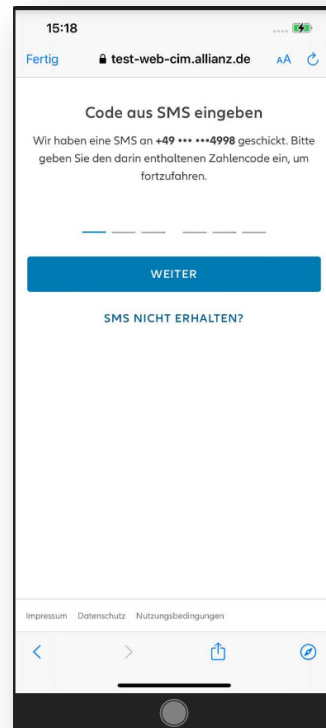 15:18
Fertig test-web-cim.allianz.de AA
Code aus SMS eingeben
Wir haben eine SMS an +49 ••• •••4998 geschickt. Bitte
geben Sie den darin enthaltenen Zahlencode ein, um
fortzufahren.
WEITER
SMS NICHT ERHALTEN?
Impressum Datenschutz Nutzungsbedingungen